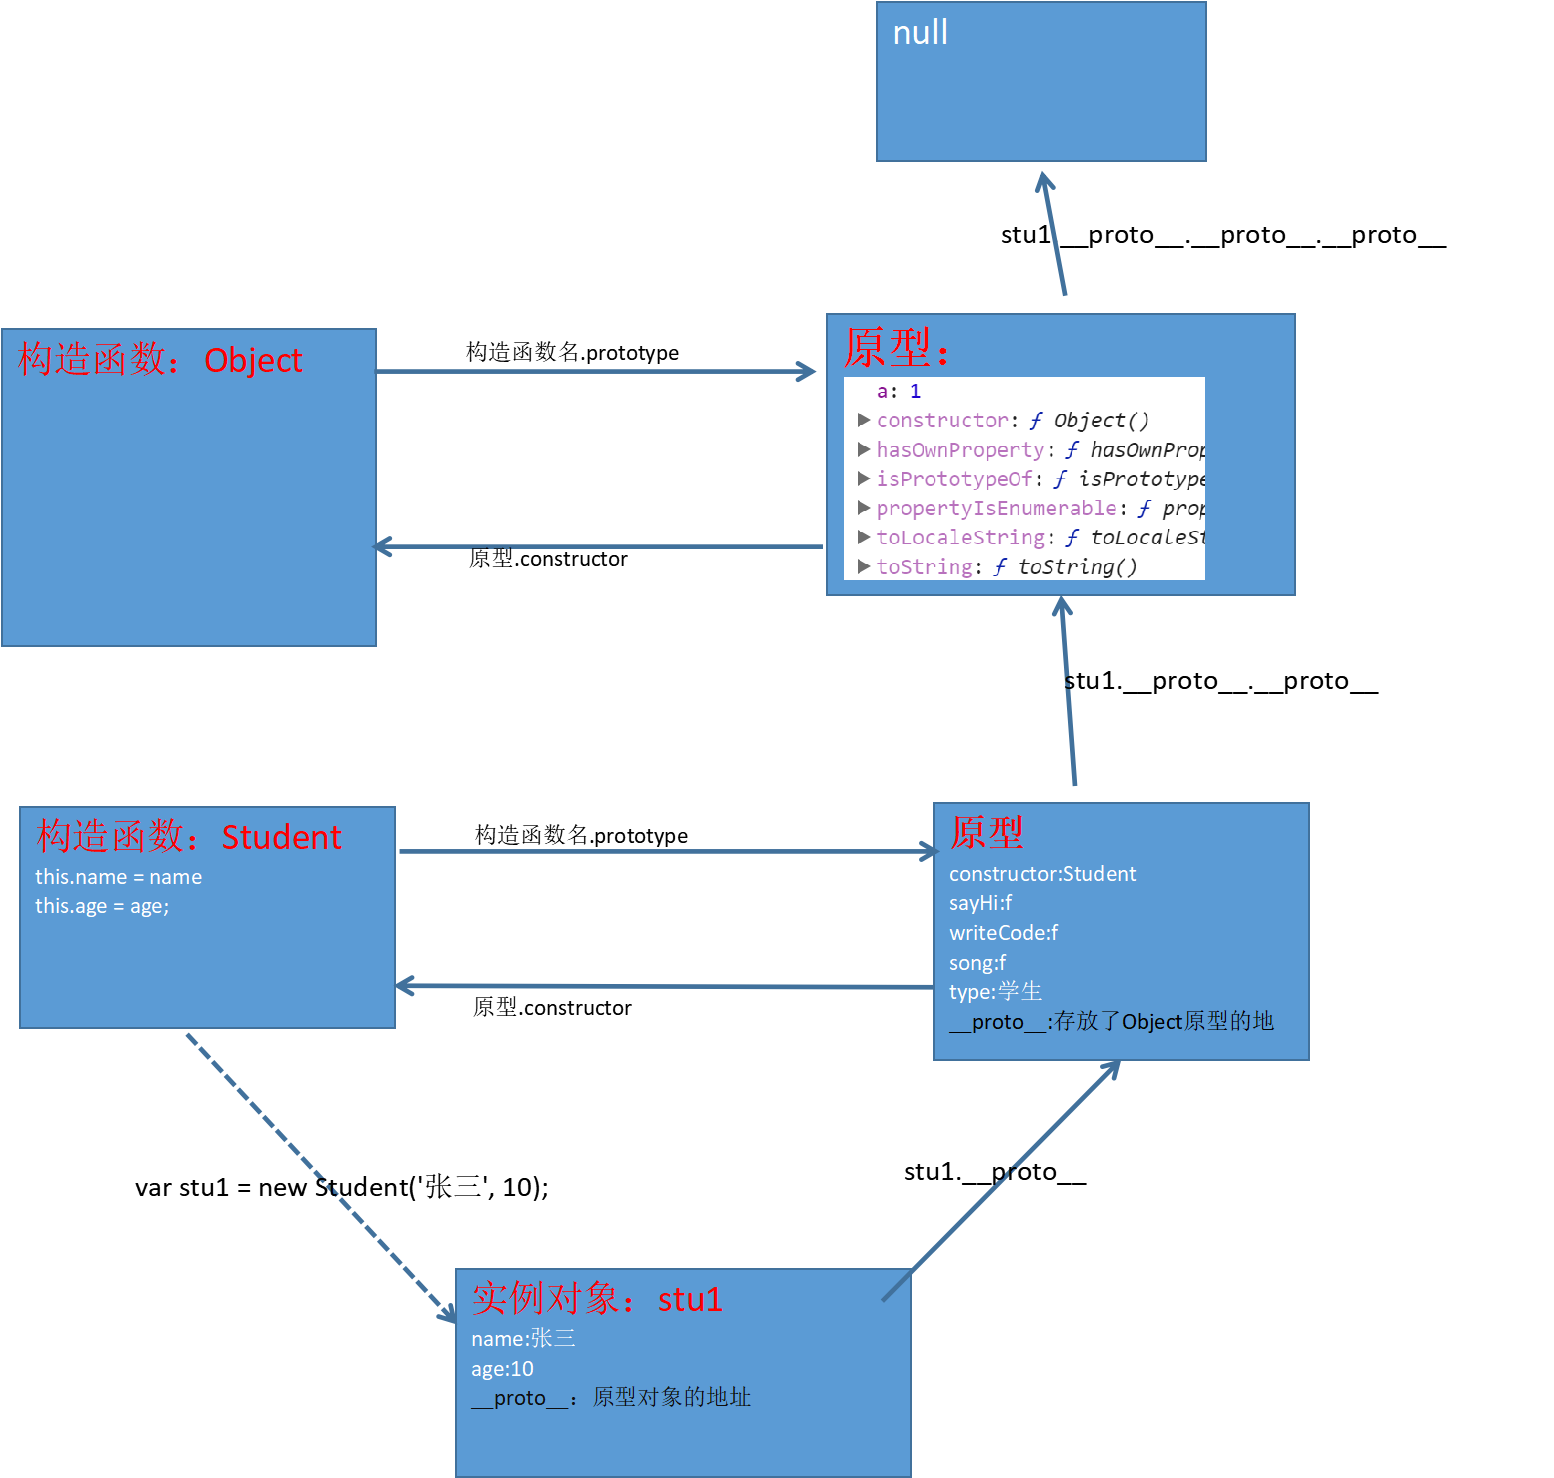 null
stu1.__proto__.__proto__.__proto__
构造函数：Object
构造函数名.prototype
原型：
a: 1
constructor: ƒ Object()
hasOwnProperty: ƒ hasOwnProp
isPrototypeOf: ƒ isPrototype
propertyIsEnumerable: ƒ prop
toLocaleString: ƒ toLocaleSt
toString: ƒ toString()
原型.constructor
stu1.__proto__.__proto__
构造函数：Student
this.name = name
this.age = age;
构造函数名.prototype
原型
constructor:Student
sayHi:f
writeCode:f
song:f
type:学生
__proto__:存放了Object原型的地
原型.constructor
var stu1 = new Student('张三', 10);
stu1.__proto__
实例对象：stu1
name:张三
age:10
__proto__：原型对象的地址